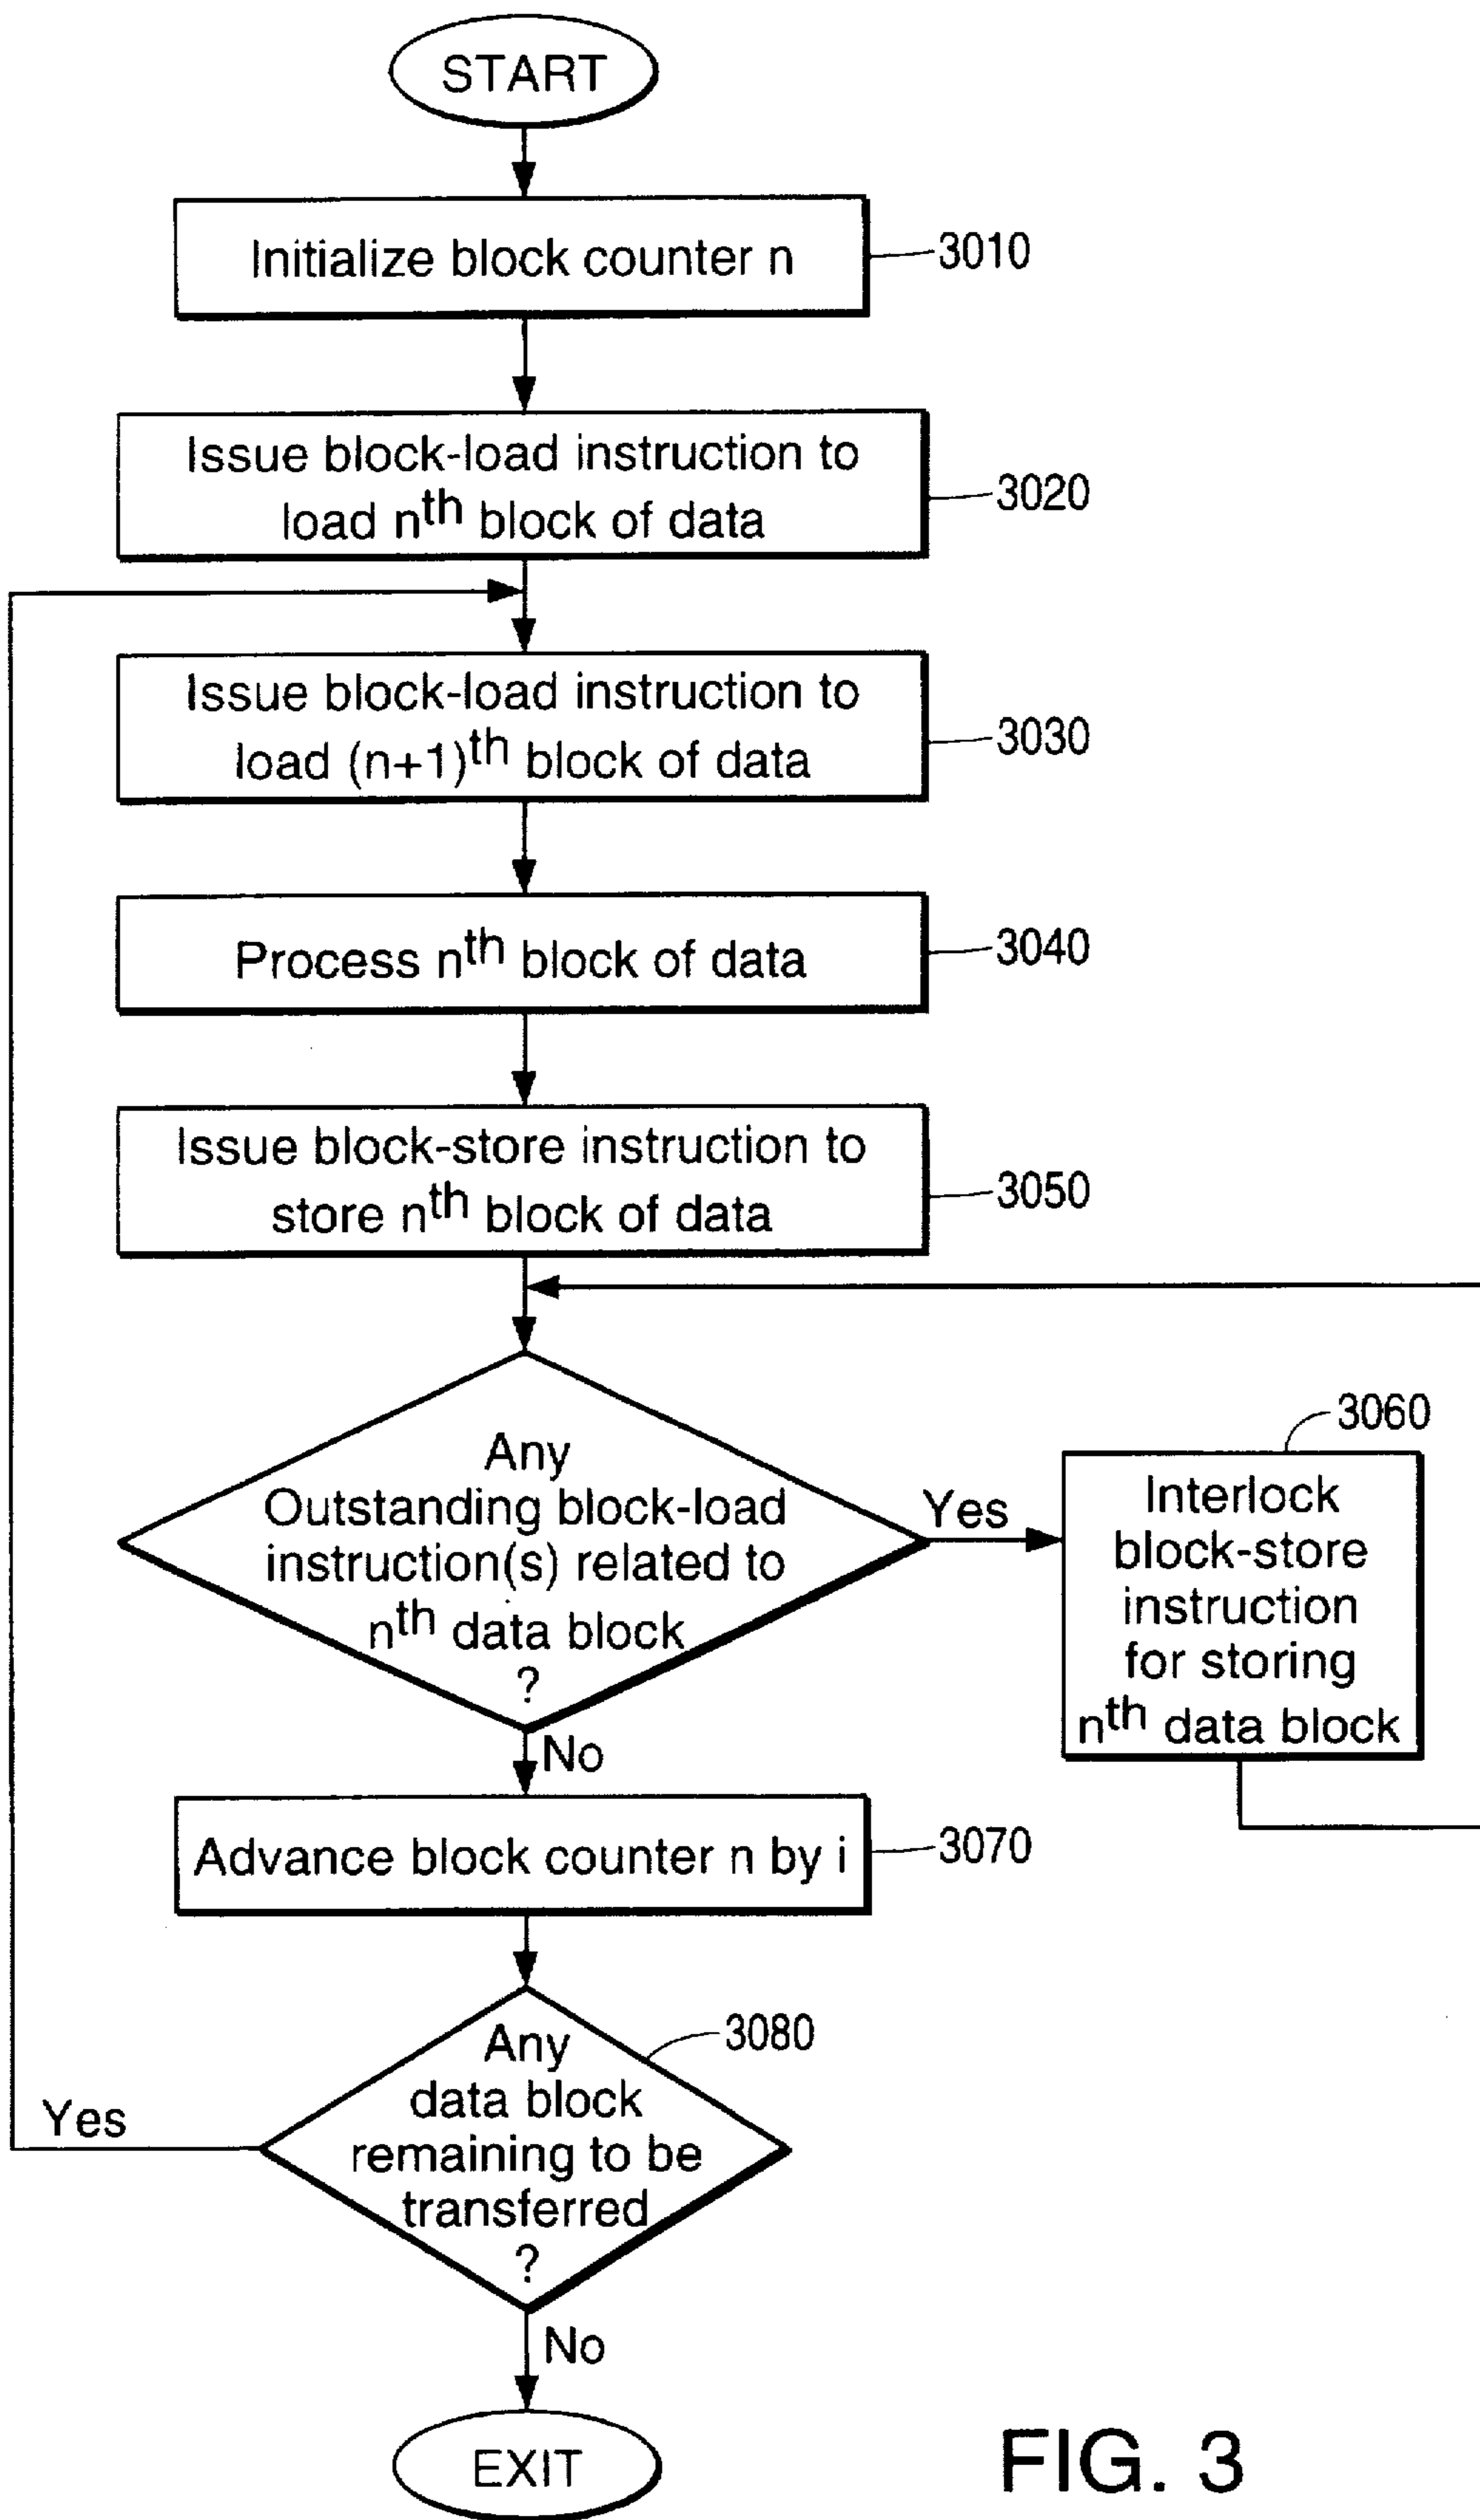 START
Initialize block counter n
3010
Issue block-load instruction to
load nth block of data
3020
Issue block-load instruction to
load (n+1)th block of data
3030
Process nth block of data
3040
Issue block-store instruction to
store nth block of data
3050
Any
Outstanding block-load
instruction(s) related to
nth data block
?
Yes
3060
Interlock
block-store
instruction
for storing
nth data block
No
Advance block counter n by i
3070
Any
data block
remaining to be
transferred
?
3080
Yes
No
EXIT
FIG. 3